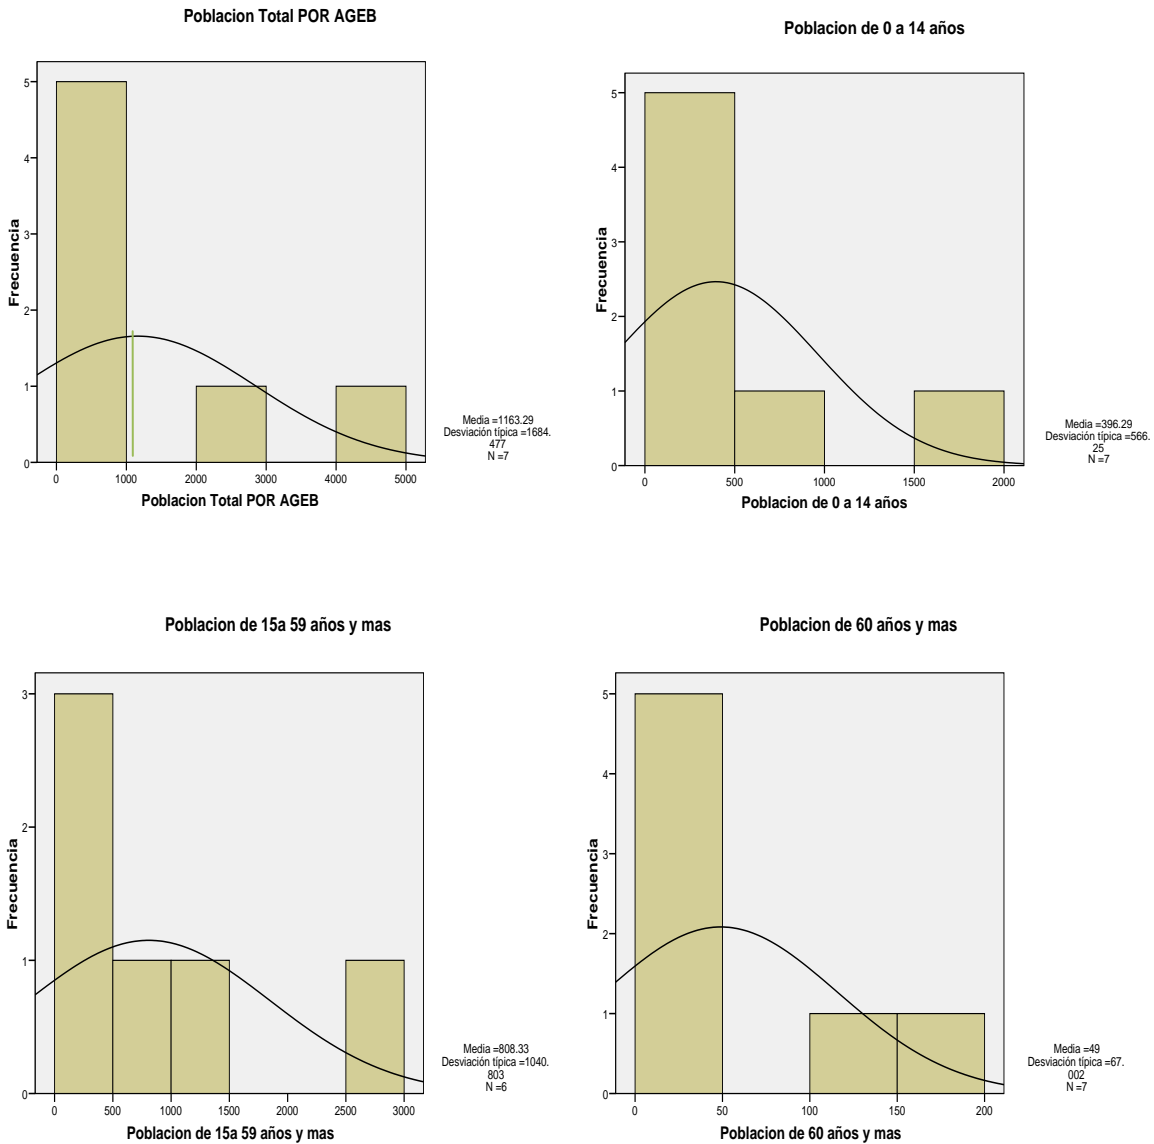 Poblacion Total POR AGEB
Frecuencia
5
4
3
2
1
0
0 1000 2000 3000 4000 5000
Poblacion Total POR AGEB
Media =1163.29
Desviación típica =1684.
477
N =7
Poblacion de 0 a 14 años
Frecuencia
5
4
3
2
1
0
0 500 1000 1500 2000
Poblacion de 0 a 14 años
Media =396.29
Desviación típica =566.
25
N =7
Poblacion de 15a 59 años y mas
Frecuencia
3
2
1
0
0 500 1000 1500 2000 2500 3000
Poblacion de 15a 59 años y mas
Media =808.33
Desviación típica =1040.
803
N =6
Poblacion de 60 años y mas
Frecuencia
5
4
3
2
1
0
0 50 100 150 200
Poblacion de 60 años y mas
Media =49
Desviación típica =67.
002
N =7